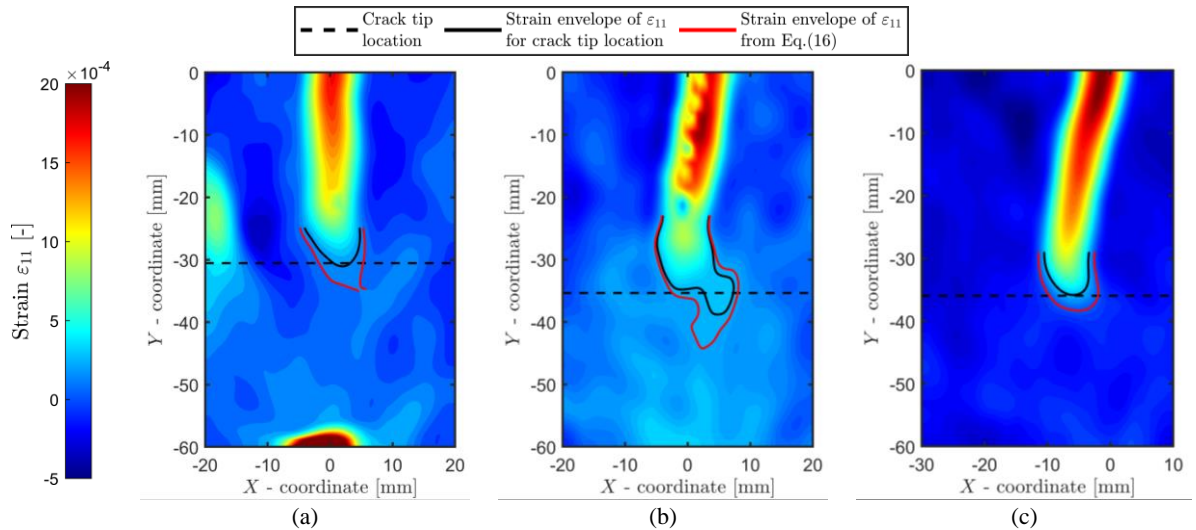 Crack tip
location
Strain envelope of ε₁₁
for crack tip location
Strain envelope of ε₁₁
from Eq.(16)
×10⁻⁴
20
15
10
5
0
-5
Strain ε₁₁ [-]
0
-10
-20
-30
-40
-50
-60
Y - coordinate [mm]
-20 -10 0 10 20
X - coordinate [mm]
(a)
0
-10
-20
-30
-40
-50
-60
Y - coordinate [mm]
-20 -10 0 10 20
X - coordinate [mm]
(b)
0
-10
-20
-30
-40
-50
-60
Y - coordinate [mm]
-30 -20 -10 0 10
X - coordinate [mm]
(c)